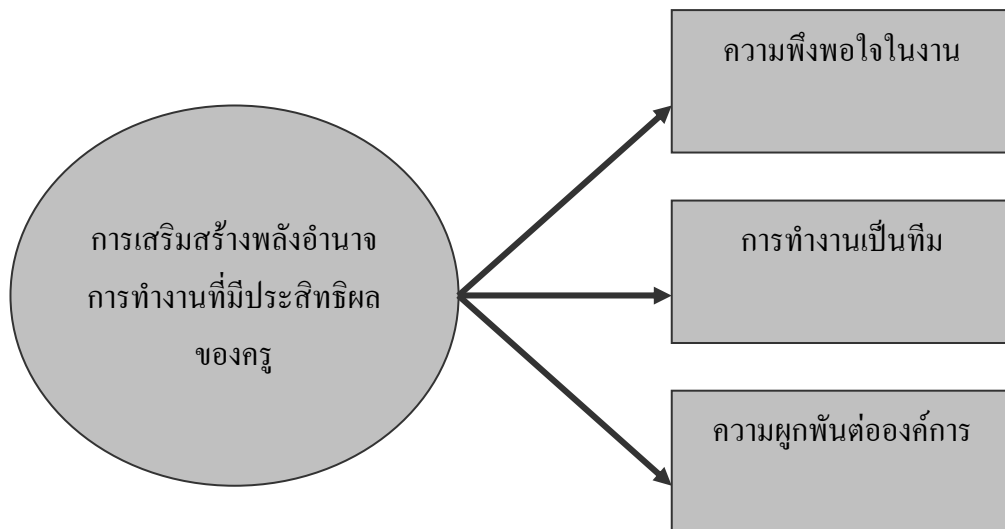 ความพึงพอใจในงาน
การเสริมสร้างพลังอำนาจ
การทำงานที่มีประสิทธิผล
ของครู
การทำงานเป็นทีม
ความผูกพันต่อองค์การ